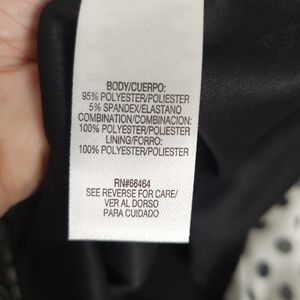 BODY/CUERPO:
95% POLYESTER/POLIESTER
5% SPANDEX/ELASTANO
COMBINATION/COMBINACION:
100% POLYESTER/POLIESTER
LINING/FORRO:
100% POLYESTER/POLIESTER
RN#66464
SEE REVERSE FOR CARE/
VER AL DORSO
PARA CUIDADO